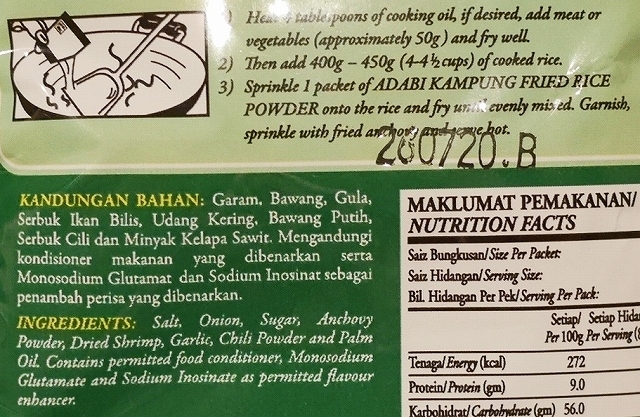 1) Heat 4 tablespoons of cooking oil, if desired, add meat or
vegetables (approximately 50g) and fry well.
2) Then add 400g – 450g (4-4 ½ cups) of cooked rice.
3) Sprinkle 1 packet of ADABI KAMPUNG FRIED RICE
POWDER onto the rice and fry until evenly mixed. Garnish,
sprinkle with fried anchovy and serve hot.
260720.B
KANDUNGAN BAHAN: Garam, Bawang, Gula,
Serbuk Ikan Bilis, Udang Kering, Bawang Putih,
Serbuk Cili dan Minyak Kelapa Sawit. Mengandungi
kondisioner makanan yang dibenarkan serta
Monosodium Glutamat dan Sodium Inosinat sebagai
penambah perisa yang dibenarkan.
INGREDIENTS: Salt, Onion, Sugar, Anchovy
Powder, Dried Shrimp, Garlic, Chili Powder and Palm
Oil. Contains permitted food conditioner, Monosodium
Glutamate and Sodium Inosinate as permitted flavour
enhancer.
MAKLUMAT PEMAKANAN/
NUTRITION FACTS
Saiz Bungkusan/Size Per Packet:
Saiz Hidangan/Serving Size:
Bil. Hidangan Per Pek/Serving Per Pack:
Setiap/ Setiap Hidan
Per 100g Per Serving (8
Tenaga/Energy (kcal) 272
Protein/Protein (gm) 9.0
Karbohidrat/Carbohydrate (gm) 56.0